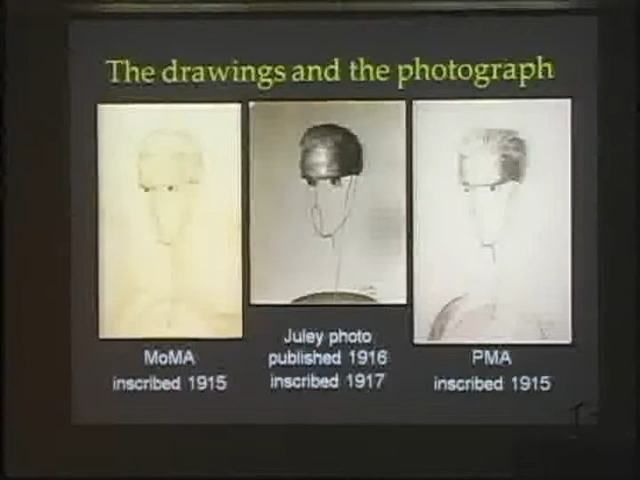 The drawings and the photograph
MoMA
inscribed 1915
Juley photo
published 1916
inscribed 1917
PMA
inscribed 1915